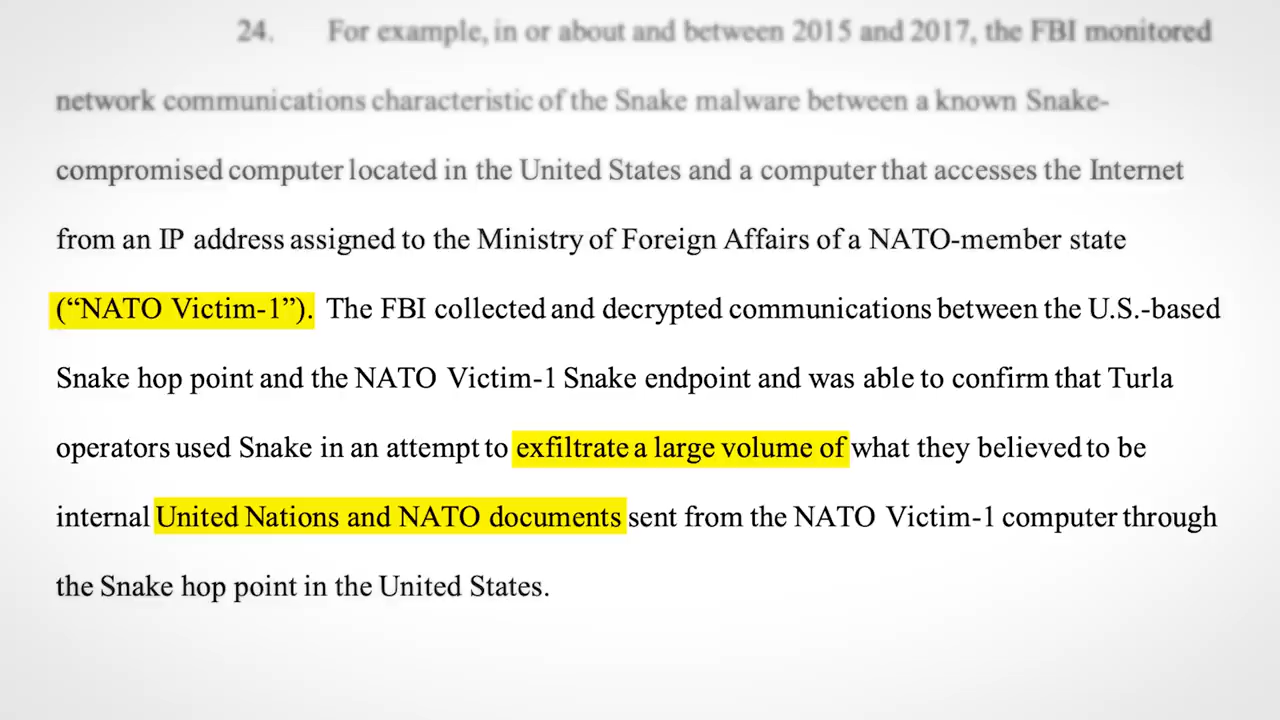 24. For example, in or about and between 2015 and 2017, the FBI monitored
network communications characteristic of the Snake malware between a known Snake-
compromised computer located in the United States and a computer that accesses the Internet
from an IP address assigned to the Ministry of Foreign Affairs of a NATO-member state
(“NATO Victim-1”). The FBI collected and decrypted communications between the U.S.-based
Snake hop point and the NATO Victim-1 Snake endpoint and was able to confirm that Turla
operators used Snake in an attempt to exfiltrate a large volume of what they believed to be
internal United Nations and NATO documents sent from the NATO Victim-1 computer through
the Snake hop point in the United States.